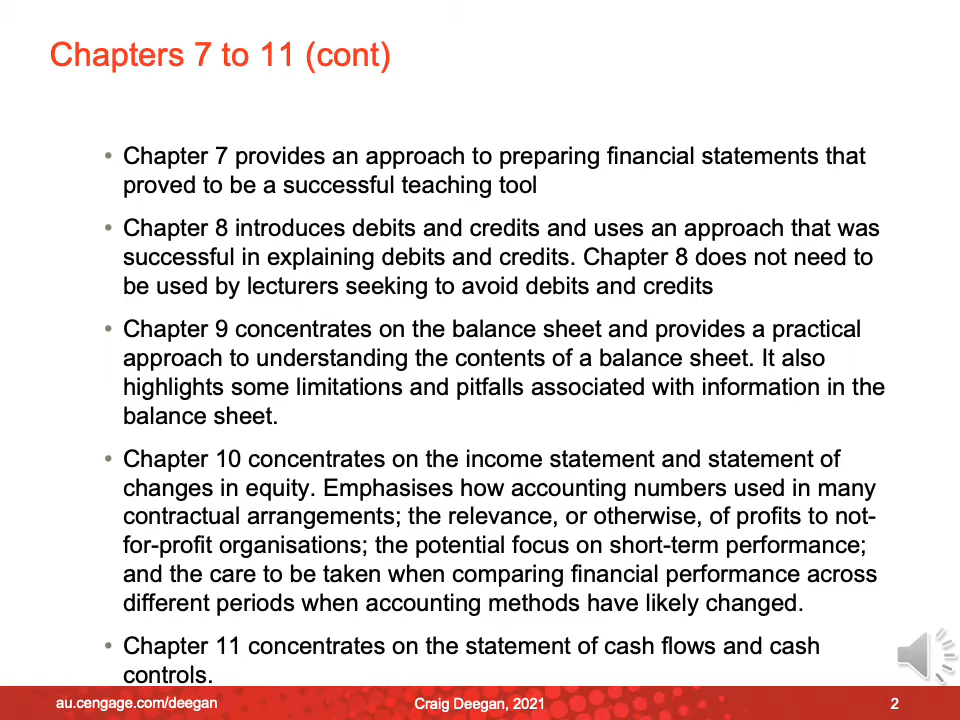 Chapters 7 to 11 (cont)
• Chapter 7 provides an approach to preparing financial statements that
proved to be a successful teaching tool
• Chapter 8 introduces debits and credits and uses an approach that was
successful in explaining debits and credits. Chapter 8 does not need to
be used by lecturers seeking to avoid debits and credits
• Chapter 9 concentrates on the balance sheet and provides a practical
approach to understanding the contents of a balance sheet. It also
highlights some limitations and pitfalls associated with information in the
balance sheet.
• Chapter 10 concentrates on the income statement and statement of
changes in equity. Emphasises how accounting numbers used in many
contractual arrangements; the relevance, or otherwise, of profits to not-
for-profit organisations; the potential focus on short-term performance;
and the care to be taken when comparing financial performance across
different periods when accounting methods have likely changed.
• Chapter 11 concentrates on the statement of cash flows and cash
controls.
au.cengage.com/deegan Craig Deegan, 2021 2